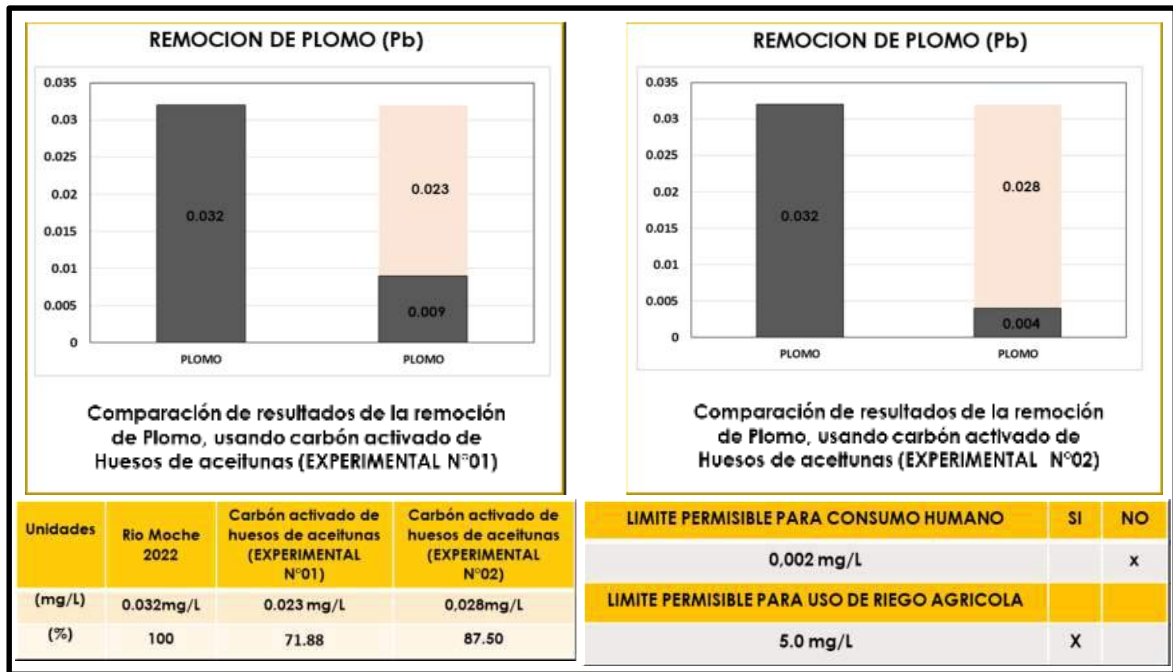 REMOCION DE PLOMO (Pb)
0.035
0.03
0.025
0.02
0.015
0.01
0.005
0
0.032
0.023
0.009
PLOMO
PLOMO
Comparación de resultados de la remoción
de Plomo, usando carbón activado de
Huesos de aceitunas (EXPERIMENTAL N°01)
REMOCION DE PLOMO (Pb)
0.035
0.03
0.025
0.02
0.015
0.01
0.005
0
0.032
0.028
0.004
PLOMO
PLOMO
Comparación de resultados de la remoción
de Plomo, usando carbón activado de
Huesos de aceitunas (EXPERIMENTAL N°02)
Unidades
Rio Moche
2022
Carbón activado de
huesos de aceitunas
(EXPERIMENTAL
N°01)
Carbón activado de
huesos de aceitunas
(EXPERIMENTAL
N°02)
(mg/L) 0.032mg/L 0.023 mg/L 0,028mg/L
(%) 100 71.88 87.50
LIMITE PERMISIBLE PARA CONSUMO HUMANO SI NO
0,002 mg/L x
LIMITE PERMISIBLE PARA USO DE RIEGO AGRICOLA
5.0 mg/L X